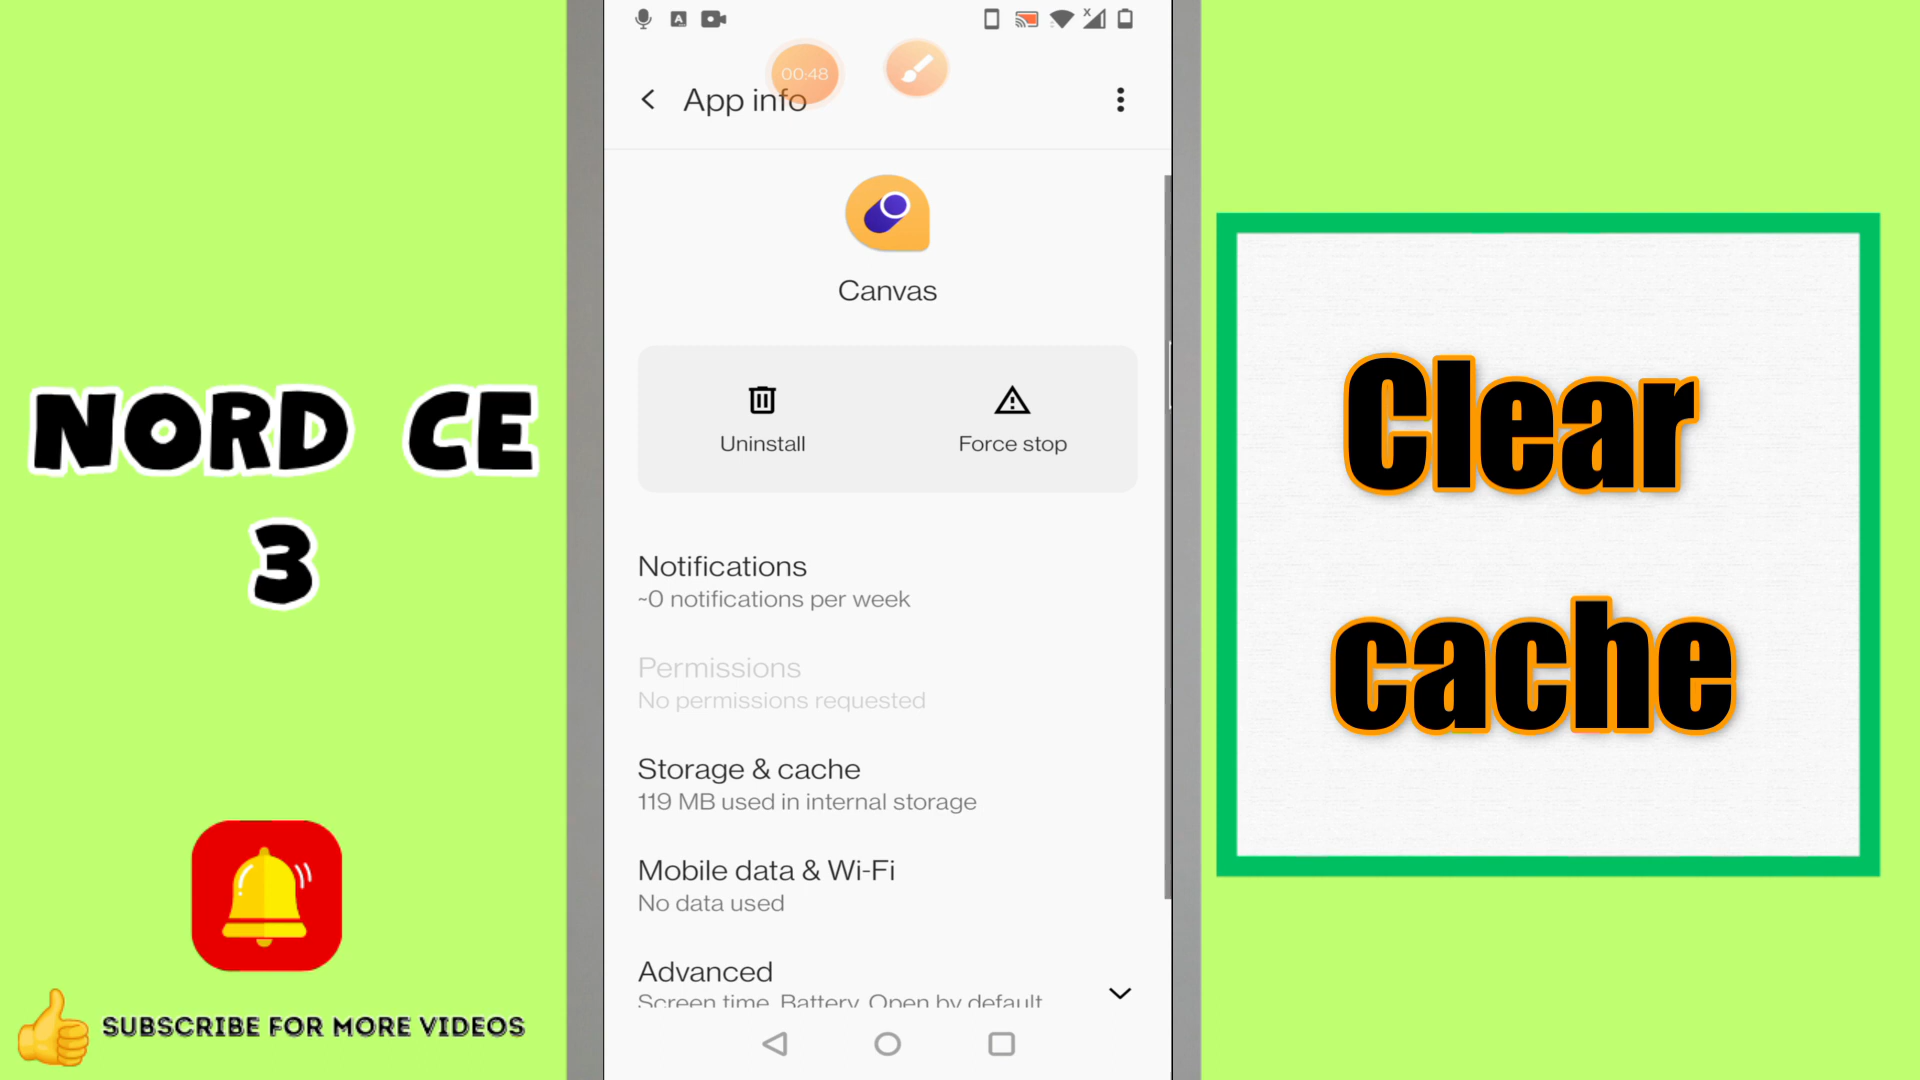 NORD CE
3
SUBSCRIBE FOR MORE VIDEOS
00:48
App info
Canvas
Uninstall
Force stop
Notifications
~0 notifications per week
Permissions
No permissions requested
Storage & cache
119 MB used in internal storage
Mobile data & Wi-Fi
No data used
Advanced
Screen time, Battery, Open by default
Clear
cache